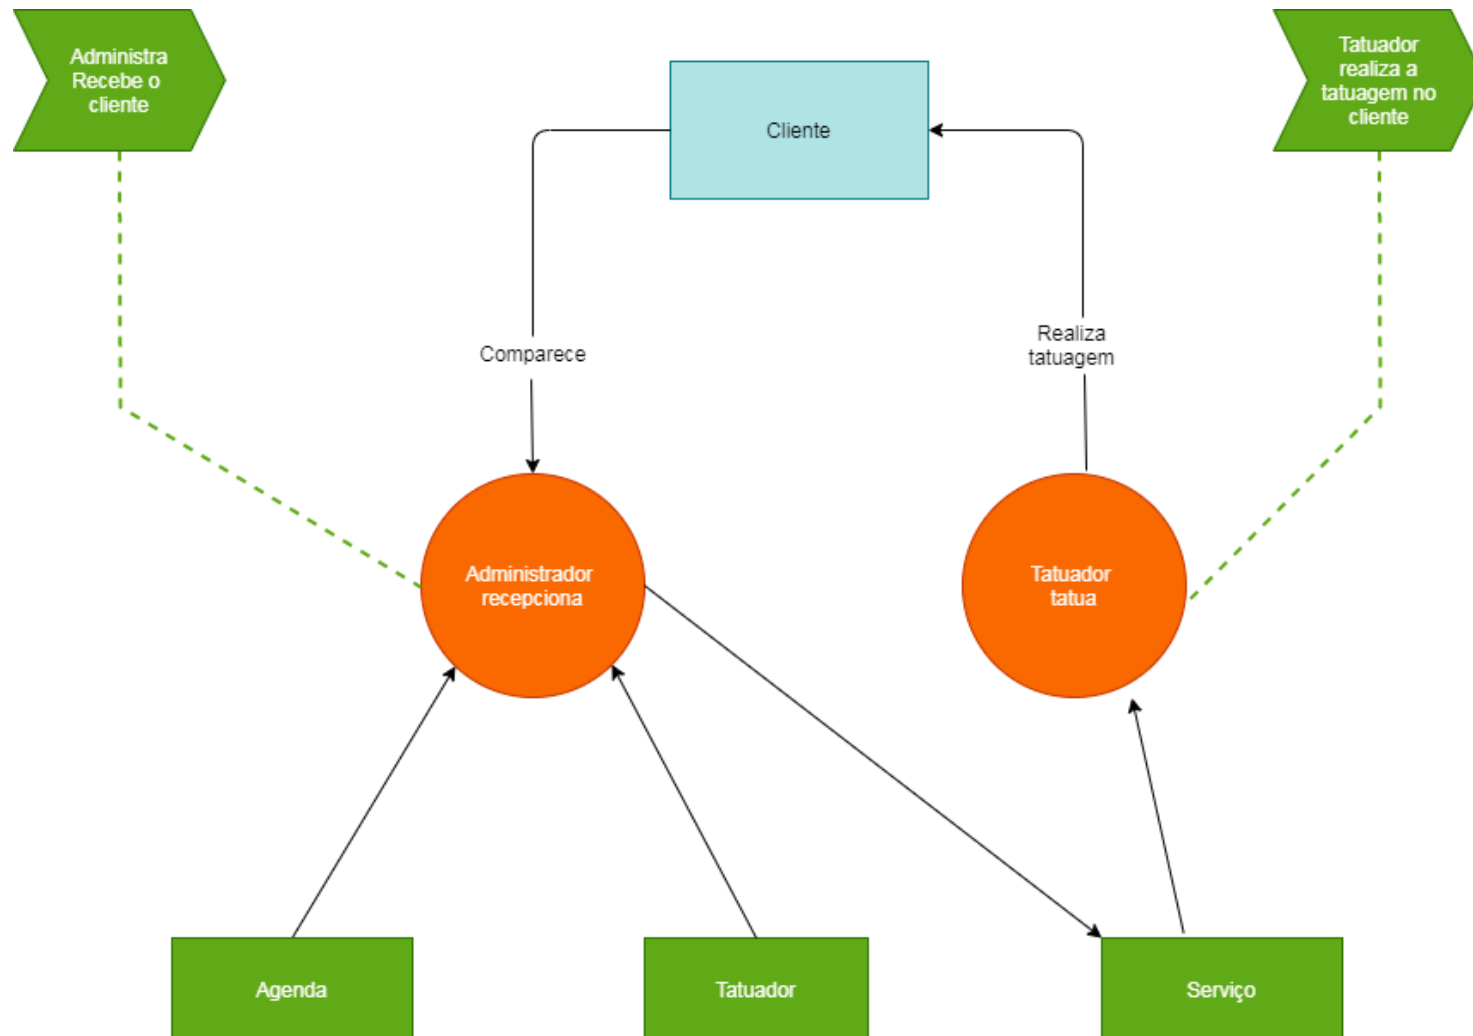 Administra
Recebe o
cliente
Tatuador
realiza a
tatuagem no
cliente
Cliente
Comparece
Realiza
tatuagem
Administrador
recepciona
Tatuador
tatua
Agenda
Tatuador
Serviço